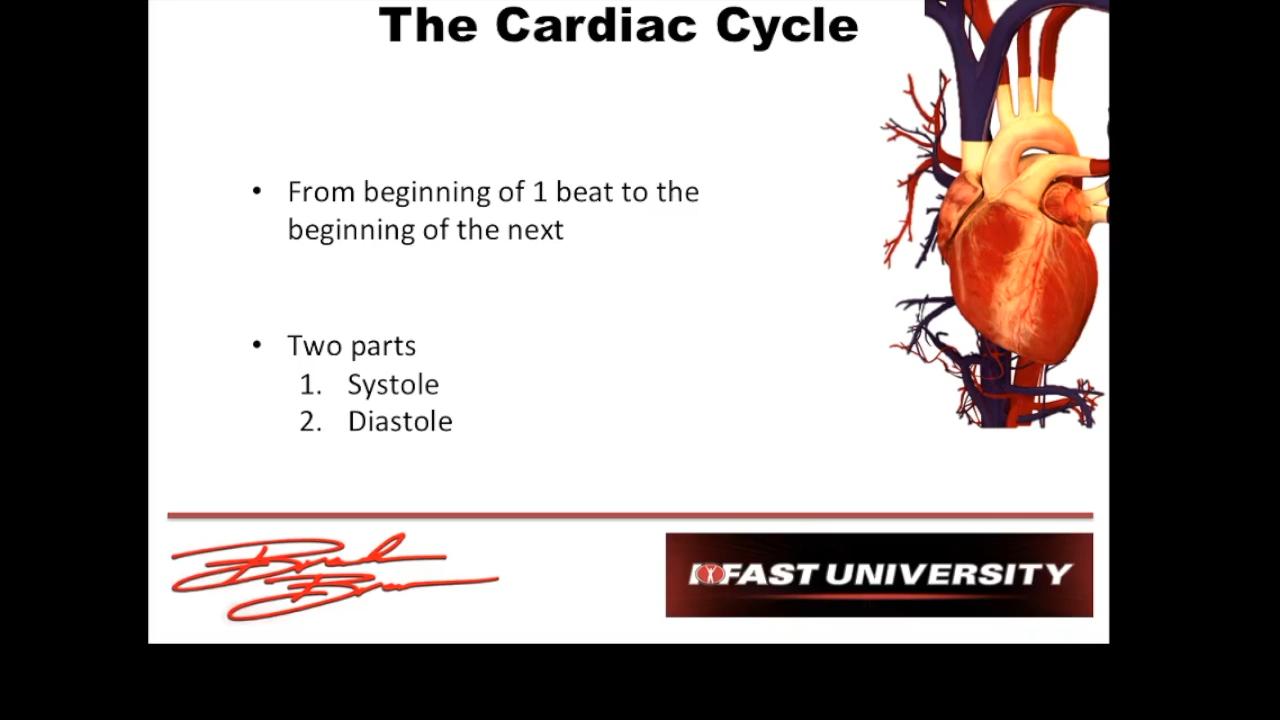 The Cardiac Cycle
• From beginning of 1 beat to the
beginning of the next
• Two parts
1. Systole
2. Diastole
FAST UNIVERSITY